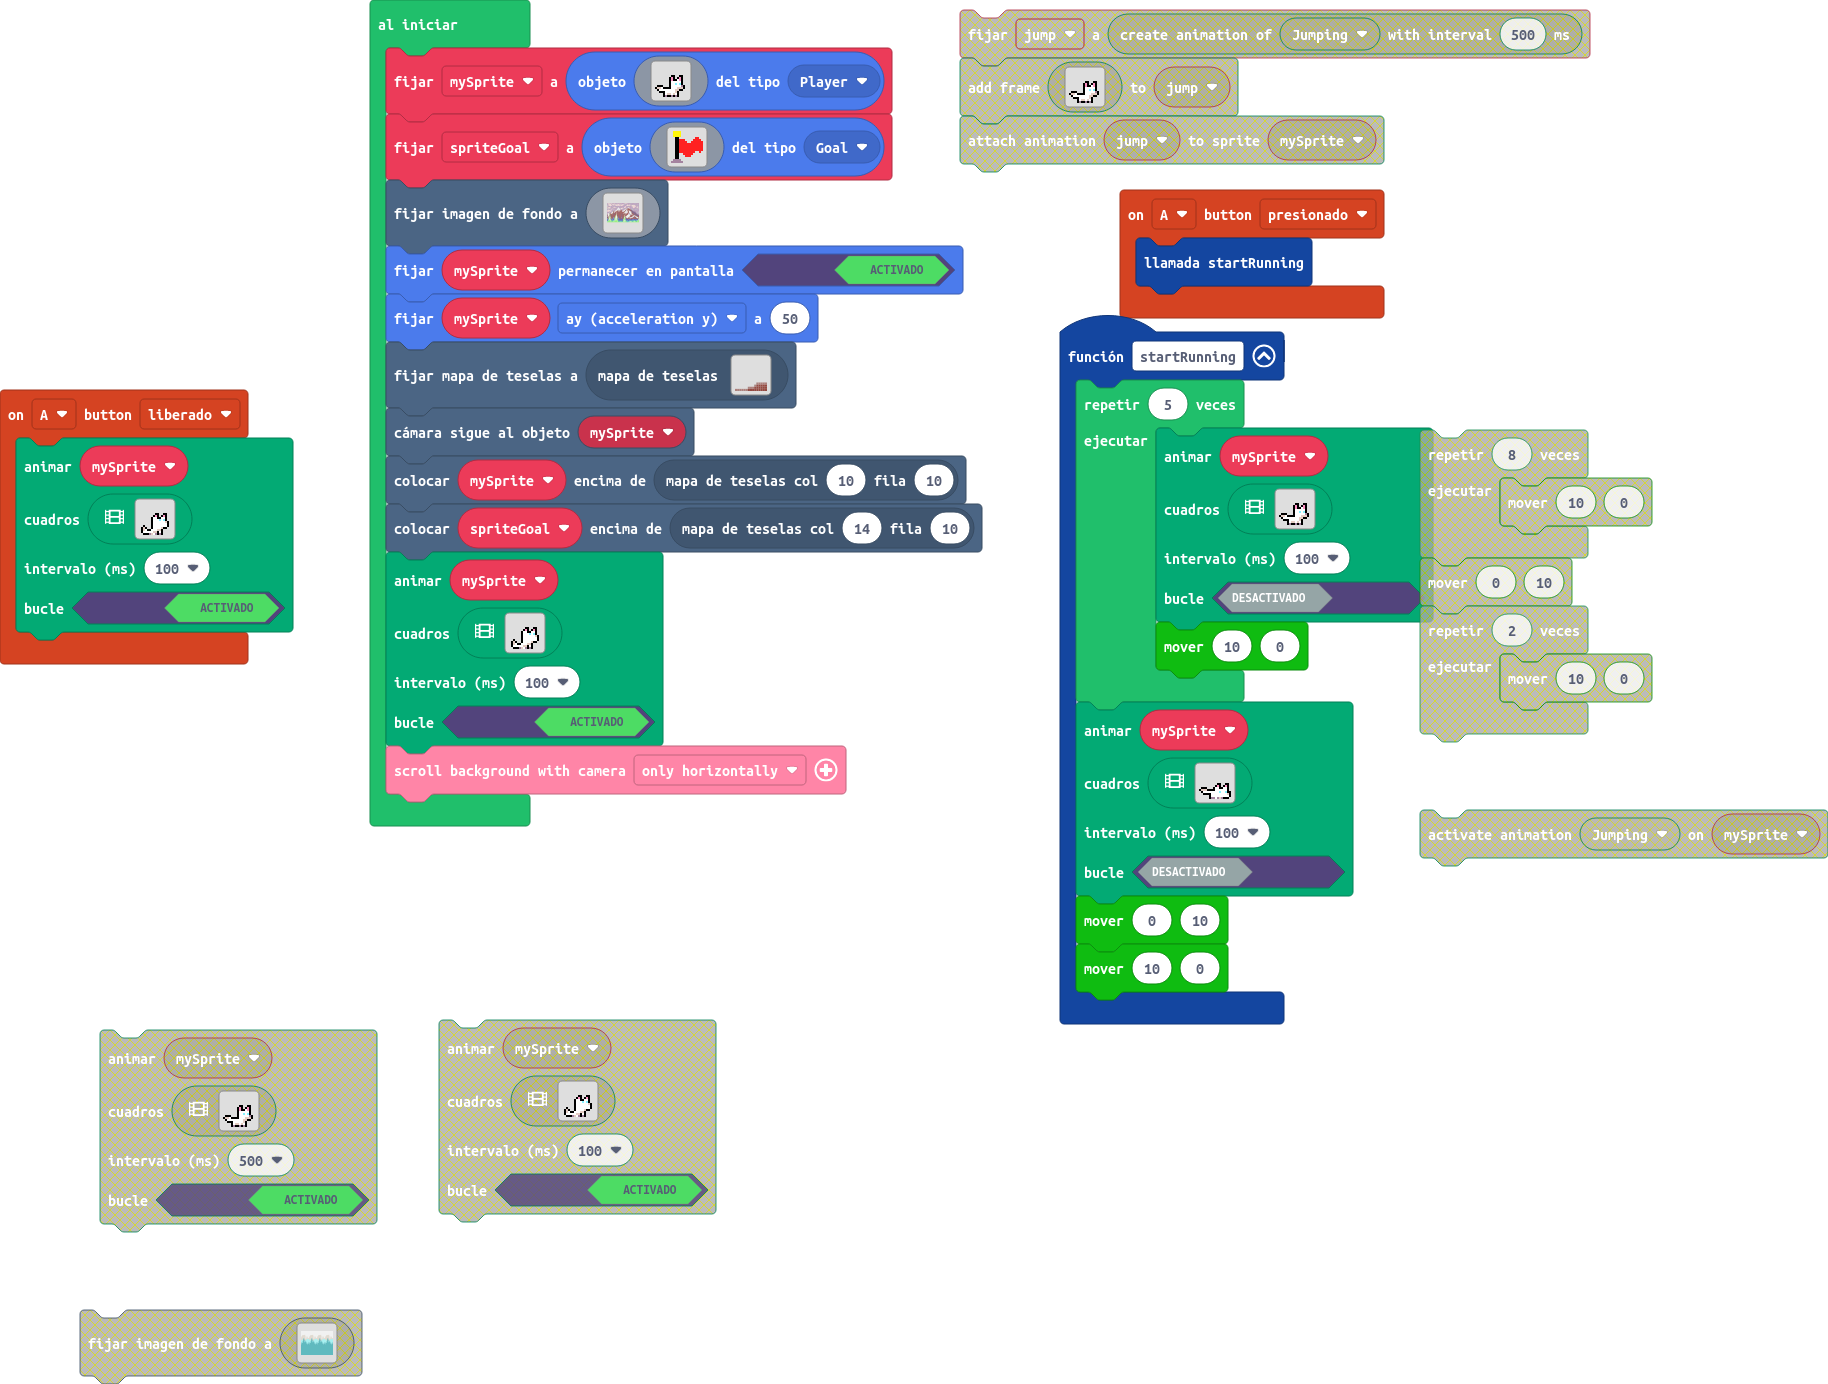 al iniciar
fijar mySprite a objeto del tipo Player
fijar spriteGoal a objeto del tipo Goal
fijar imagen de fondo a
fijar mySprite permanecer en pantalla ACTIVADO
fijar mySprite ay (acceleration y) a 50
fijar mapa de teselas a mapa de teselas
cámara sigue al objeto mySprite
colocar mySprite encima de mapa de teselas col 10 fila 10
colocar spriteGoal encima de mapa de teselas col 14 fila 10
animar mySprite
cuadros
intervalo (ms) 100
bucle ACTIVADO
scroll background with camera only horizontally
on A button liberado
animar mySprite
cuadros
intervalo (ms) 100
bucle ACTIVADO
fijar jump a create animation of Jumping with interval 500 ms
add frame to jump
attach animation jump to sprite mySprite
on A button presionado
llamada startRunning
función startRunning
repetir 5 veces
ejecutar
animar mySprite
cuadros
intervalo (ms) 100
bucle DESACTIVADO
mover 10 0
animar mySprite
cuadros
intervalo (ms) 100
bucle DESACTIVADO
mover 0 10
mover 10 0
repetir 8 veces
ejecutar
mover 10 0
mover 0 10
repetir 2 veces
ejecutar
mover 10 0
activate animation Jumping on mySprite
animar mySprite
cuadros
intervalo (ms) 500
bucle ACTIVADO
animar mySprite
cuadros
intervalo (ms) 100
bucle ACTIVADO
fijar imagen de fondo a